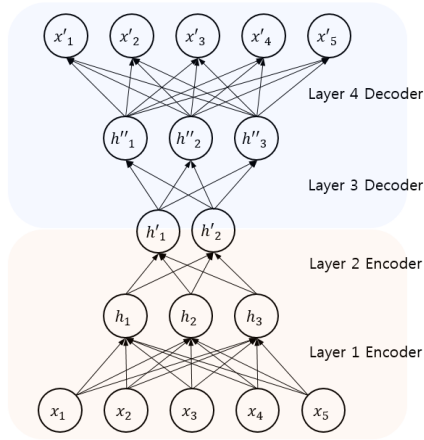 x'₁ x'₂ x'₃ x'₄ x'₅
Layer 4 Decoder
h''₁ h''₂ h''₃
Layer 3 Decoder
h'₁ h'₂
Layer 2 Encoder
h₁ h₂ h₃
Layer 1 Encoder
x₁ x₂ x₃ x₄ x₅